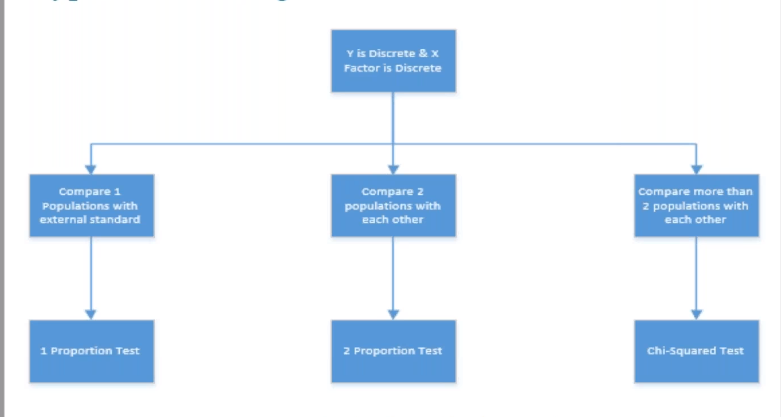 Y is Discrete & X
Factor is Discrete
Compare 1
Populations with
external standard
Compare 2
populations with
each other
Compare more than
2 populations with
each other
1 Proportion Test
2 Proportion Test
Chi-Squared Test